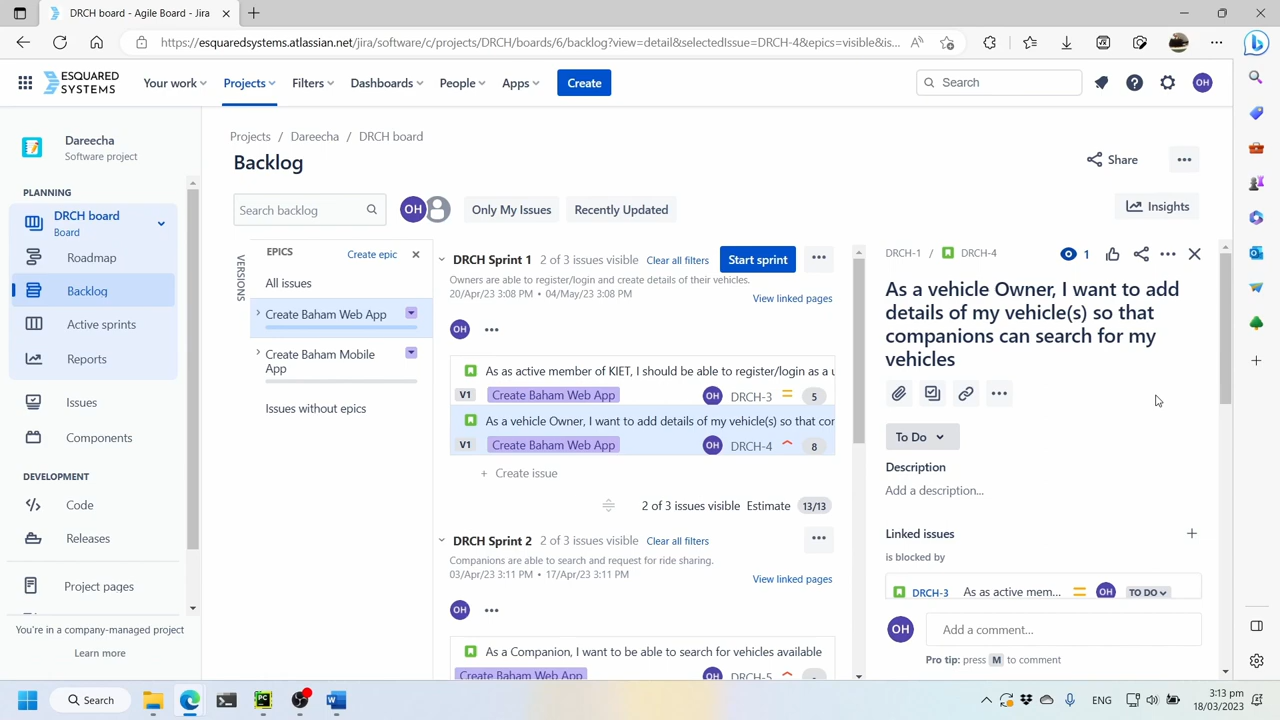 DRCH board - Agile Board - Jira
https://esquaredsystems.atlassian.net/jira/software/c/projects/DRCH/boards/6/backlog?view=detail&selectedIssue=DRCH-4&epics=visible&is...
ESQUARED SYSTEMS
Your work
Projects
Filters
Dashboards
People
Apps
Create
Search
OH
Dareecha
Software project
PLANNING
DRCH board
Board
Roadmap
Backlog
Active sprints
Reports
Issues
Components
DEVELOPMENT
Code
Releases
Project pages
You're in a company-managed project
Learn more
Projects / Dareecha / DRCH board
Backlog
Share
Search backlog
OH
Only My Issues
Recently Updated
Insights
VERSIONS
EPICS
Create epic
All issues
Create Baham Web App
Create Baham Mobile App
Issues without epics
DRCH Sprint 1 2 of 3 issues visible Clear all filters
Start sprint
Owners are able to register/login and create details of their vehicles.
20/Apr/23 3:08 PM • 04/May/23 3:08 PM
View linked pages
OH
As as active member of KIET, I should be able to register/login as a u
V1 Create Baham Web App OH DRCH-3 5
As a vehicle Owner, I want to add details of my vehicle(s) so that cor
V1 Create Baham Web App OH DRCH-4 8
+ Create issue
2 of 3 issues visible Estimate 13/13
DRCH Sprint 2 2 of 3 issues visible Clear all filters
Companions are able to search and request for ride sharing.
03/Apr/23 3:11 PM • 17/Apr/23 3:11 PM
View linked pages
OH
As a Companion, I want to be able to search for vehicles available
Create Baham Web App OH DRCH-5
DRCH-1 / DRCH-4
1
As a vehicle Owner, I want to add
details of my vehicle(s) so that
companions can search for my
vehicles
To Do
Description
Add a description...
Linked issues
is blocked by
DRCH-3 As as active mem... OH TO DO
OH Add a comment...
Pro tip: press M to comment
Search
ENG
3:13 pm
18/03/2023